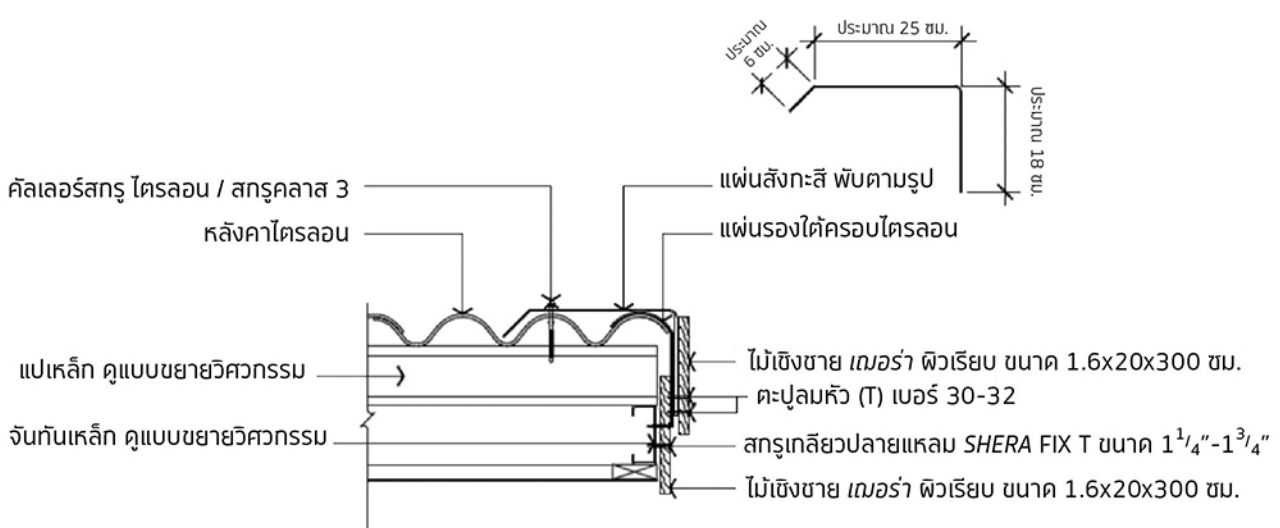 ประมาณ 25 ซม.
ประมาณ
6 ซม.
ประมาณ 18 ซม.
คัลเลอร์สกรู ไตรลอน / สกรูคลาส 3
แผ่นสังกะสี พับตามรูป
หลังคาไตรลอน
แผ่นรองใต้ครอบไตรลอน
แปเหล็ก ดูแบบขยายวิศวกรรม
ไม้เชิงชาย เฌอร่า ผิวเรียบ ขนาด 1.6x20x300 ซม.
ตะปูลมหัว (T) เบอร์ 30-32
จันทันเหล็ก ดูแบบขยายวิศวกรรม
สกรูเกลียวปลายแหลม SHERA FIX T ขนาด 1 1/4"-1 3/4"
ไม้เชิงชาย เฌอร่า ผิวเรียบ ขนาด 1.6x20x300 ซม.